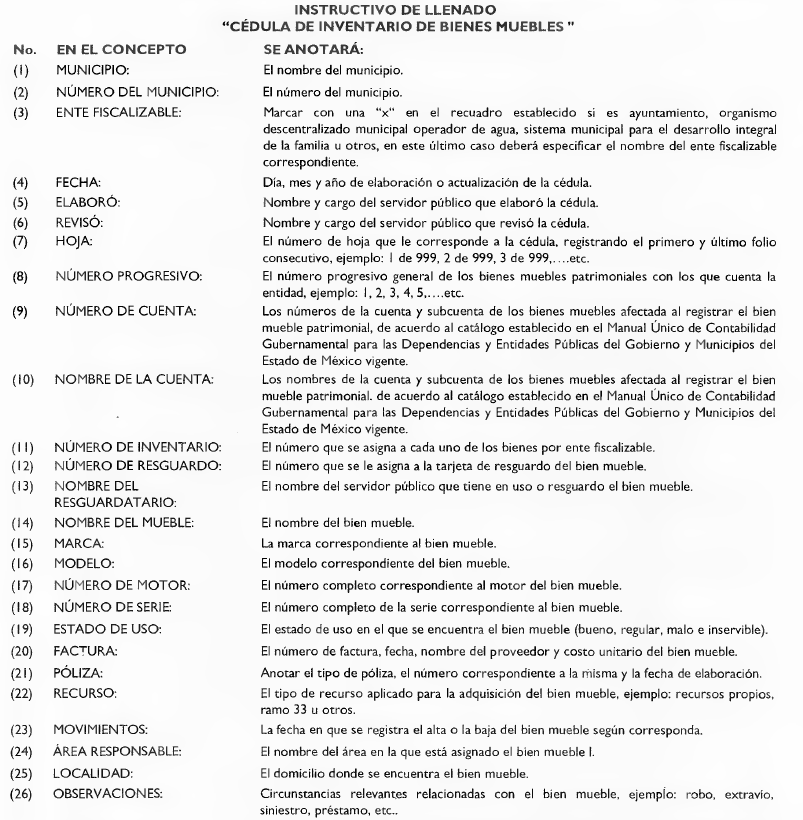 INSTRUCTIVO DE LLENADO
“CÉDULA DE INVENTARIO DE BIENES MUEBLES ”
No. EN EL CONCEPTO SE ANOTARÁ:
(1) MUNICIPIO: El nombre del municipio.
(2) NÚMERO DEL MUNICIPIO: El número del municipio.
(3) ENTE FISCALIZABLE: Marcar con una “x” en el recuadro establecido si es ayuntamiento, organismo
descentralizado municipal operador de agua, sistema municipal para el desarrollo integral
de la familia u otros, en este último caso deberá especificar el nombre del ente fiscalizable
correspondiente.
(4) FECHA: Día, mes y año de elaboración o actualización de la cédula.
(5) ELABORÓ: Nombre y cargo del servidor público que elaboró la cédula.
(6) REVISÓ: Nombre y cargo del servidor público que revisó la cédula.
(7) HOJA: El número de hoja que le corresponde a la cédula, registrando el primero y último folio
consecutivo, ejemplo: 1 de 999, 2 de 999, 3 de 999,....etc.
(8) NÚMERO PROGRESIVO: El número progresivo general de los bienes muebles patrimoniales con los que cuenta la
entidad, ejemplo: 1, 2, 3, 4, 5,....etc.
(9) NÚMERO DE CUENTA: Los números de la cuenta y subcuenta de los bienes muebles afectada al registrar el bien
mueble patrimonial, de acuerdo al catálogo establecido en el Manual Único de Contabilidad
Gubernamental para las Dependencias y Entidades Públicas del Gobierno y Municipios del
Estado de México vigente.
(10) NOMBRE DE LA CUENTA: Los nombres de la cuenta y subcuenta de los bienes muebles afectada al registrar el bien
mueble patrimonial. de acuerdo al catálogo establecido en el Manual Único de Contabilidad
Gubernamental para las Dependencias y Entidades Públicas del Gobierno y Municipios del
Estado de México vigente.
(11) NÚMERO DE INVENTARIO: El número que se asigna a cada uno de los bienes por ente fiscalizable.
(12) NÚMERO DE RESGUARDO: El número que se le asigna a la tarjeta de resguardo del bien mueble.
(13) NOMBRE DEL El nombre del servidor público que tiene en uso o resguardo el bien mueble.
RESGUARDATARIO:
(14) NOMBRE DEL MUEBLE: El nombre del bien mueble.
(15) MARCA: La marca correspondiente al bien mueble.
(16) MODELO: El modelo correspondiente del bien mueble.
(17) NÚMERO DE MOTOR: El número completo correspondiente al motor del bien mueble.
(18) NÚMERO DE SERIE: El número completo de la serie correspondiente al bien mueble.
(19) ESTADO DE USO: El estado de uso en el que se encuentra el bien mueble (bueno, regular, malo e inservible).
(20) FACTURA: El número de factura, fecha, nombre del proveedor y costo unitario del bien mueble.
(21) PÓLIZA: Anotar el tipo de póliza, el número correspondiente a la misma y la fecha de elaboración.
(22) RECURSO: El tipo de recurso aplicado para la adquisición del bien mueble, ejemplo: recursos propios,
ramo 33 u otros.
(23) MOVIMIENTOS: La fecha en que se registra el alta o la baja del bien mueble según corresponda.
(24) ÁREA RESPONSABLE: El nombre del área en la que está asignado el bien mueble l.
(25) LOCALIDAD: El domicilio donde se encuentra el bien mueble.
(26) OBSERVACIONES: Circunstancias relevantes relacionadas con el bien mueble, ejemplo: robo, extravío,
siniestro, préstamo, etc..